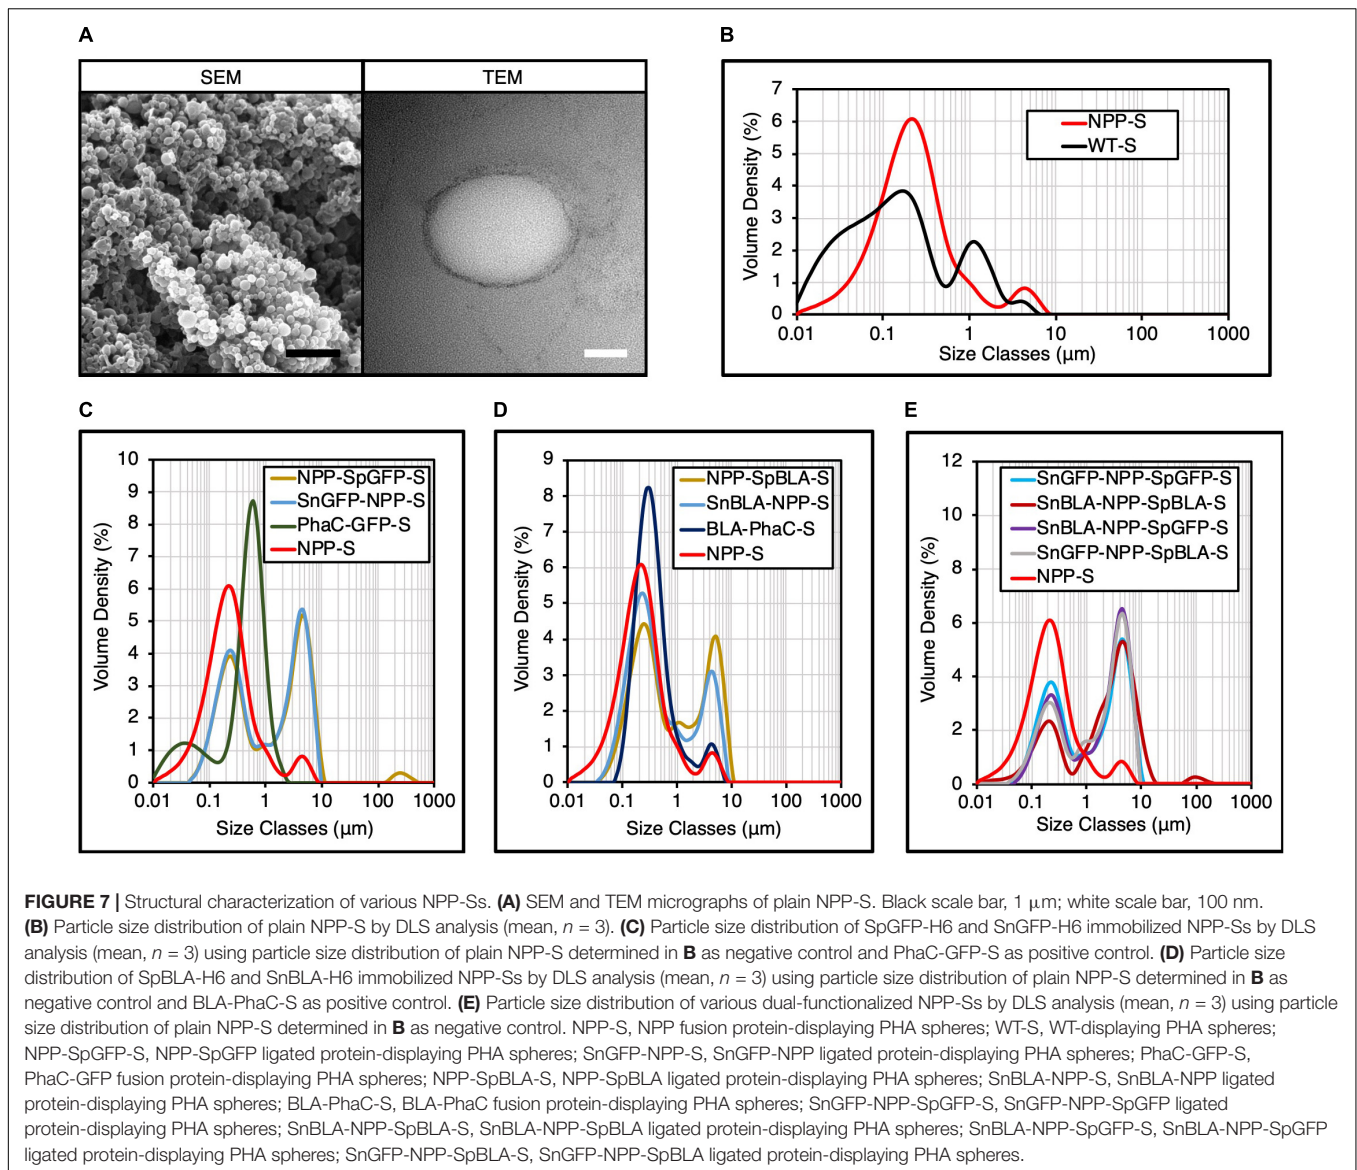 A
SEM
TEM
B
7
6
5
4
3
2
1
0
Volume Density (%)
NPP-S
WT-S
0.01 0.1 1 10 100 1000
Size Classes (µm)
C
10
9
8
7
6
5
4
3
2
1
0
Volume Density (%)
NPP-SpGFP-S
SnGFP-NPP-S
PhaC-GFP-S
NPP-S
0.01 0.1 1 10 100 1000
Size Classes (µm)
D
9
8
7
6
5
4
3
2
1
0
Volume Density (%)
NPP-SpBLA-S
SnBLA-NPP-S
BLA-PhaC-S
NPP-S
0.01 0.1 1 10 100 1000
Size Classes (µm)
E
12
10
8
6
4
2
0
Volume Density (%)
SnGFP-NPP-SpGFP-S
SnBLA-NPP-SpBLA-S
SnBLA-NPP-SpGFP-S
SnGFP-NPP-SpBLA-S
NPP-S
0.01 0.1 1 10 100 1000
Size Classes (µm)
FIGURE 7 | Structural characterization of various NPP-Ss. (A) SEM and TEM micrographs of plain NPP-S. Black scale bar, 1 µm; white scale bar, 100 nm.
(B) Particle size distribution of plain NPP-S by DLS analysis (mean, n = 3). (C) Particle size distribution of SpGFP-H6 and SnGFP-H6 immobilized NPP-Ss by DLS
analysis (mean, n = 3) using particle size distribution of plain NPP-S determined in B as negative control and PhaC-GFP-S as positive control. (D) Particle size
distribution of SpBLA-H6 and SnBLA-H6 immobilized NPP-Ss by DLS analysis (mean, n = 3) using particle size distribution of plain NPP-S determined in B as
negative control and BLA-PhaC-S as positive control. (E) Particle size distribution of various dual-functionalized NPP-Ss by DLS analysis (mean, n = 3) using particle
size distribution of plain NPP-S determined in B as negative control. NPP-S, NPP fusion protein-displaying PHA spheres; WT-S, WT-displaying PHA spheres;
NPP-SpGFP-S, NPP-SpGFP ligated protein-displaying PHA spheres; SnGFP-NPP-S, SnGFP-NPP ligated protein-displaying PHA spheres; PhaC-GFP-S,
PhaC-GFP fusion protein-displaying PHA spheres; NPP-SpBLA-S, NPP-SpBLA ligated protein-displaying PHA spheres; SnBLA-NPP-S, SnBLA-NPP ligated
protein-displaying PHA spheres; BLA-PhaC-S, BLA-PhaC fusion protein-displaying PHA spheres; SnGFP-NPP-SpGFP-S, SnGFP-NPP-SpGFP ligated
protein-displaying PHA spheres; SnBLA-NPP-SpBLA-S, SnBLA-NPP-SpBLA ligated protein-displaying PHA spheres; SnBLA-NPP-SpGFP-S, SnBLA-NPP-SpGFP
ligated protein-displaying PHA spheres; SnGFP-NPP-SpBLA-S, SnGFP-NPP-SpBLA ligated protein-displaying PHA spheres.